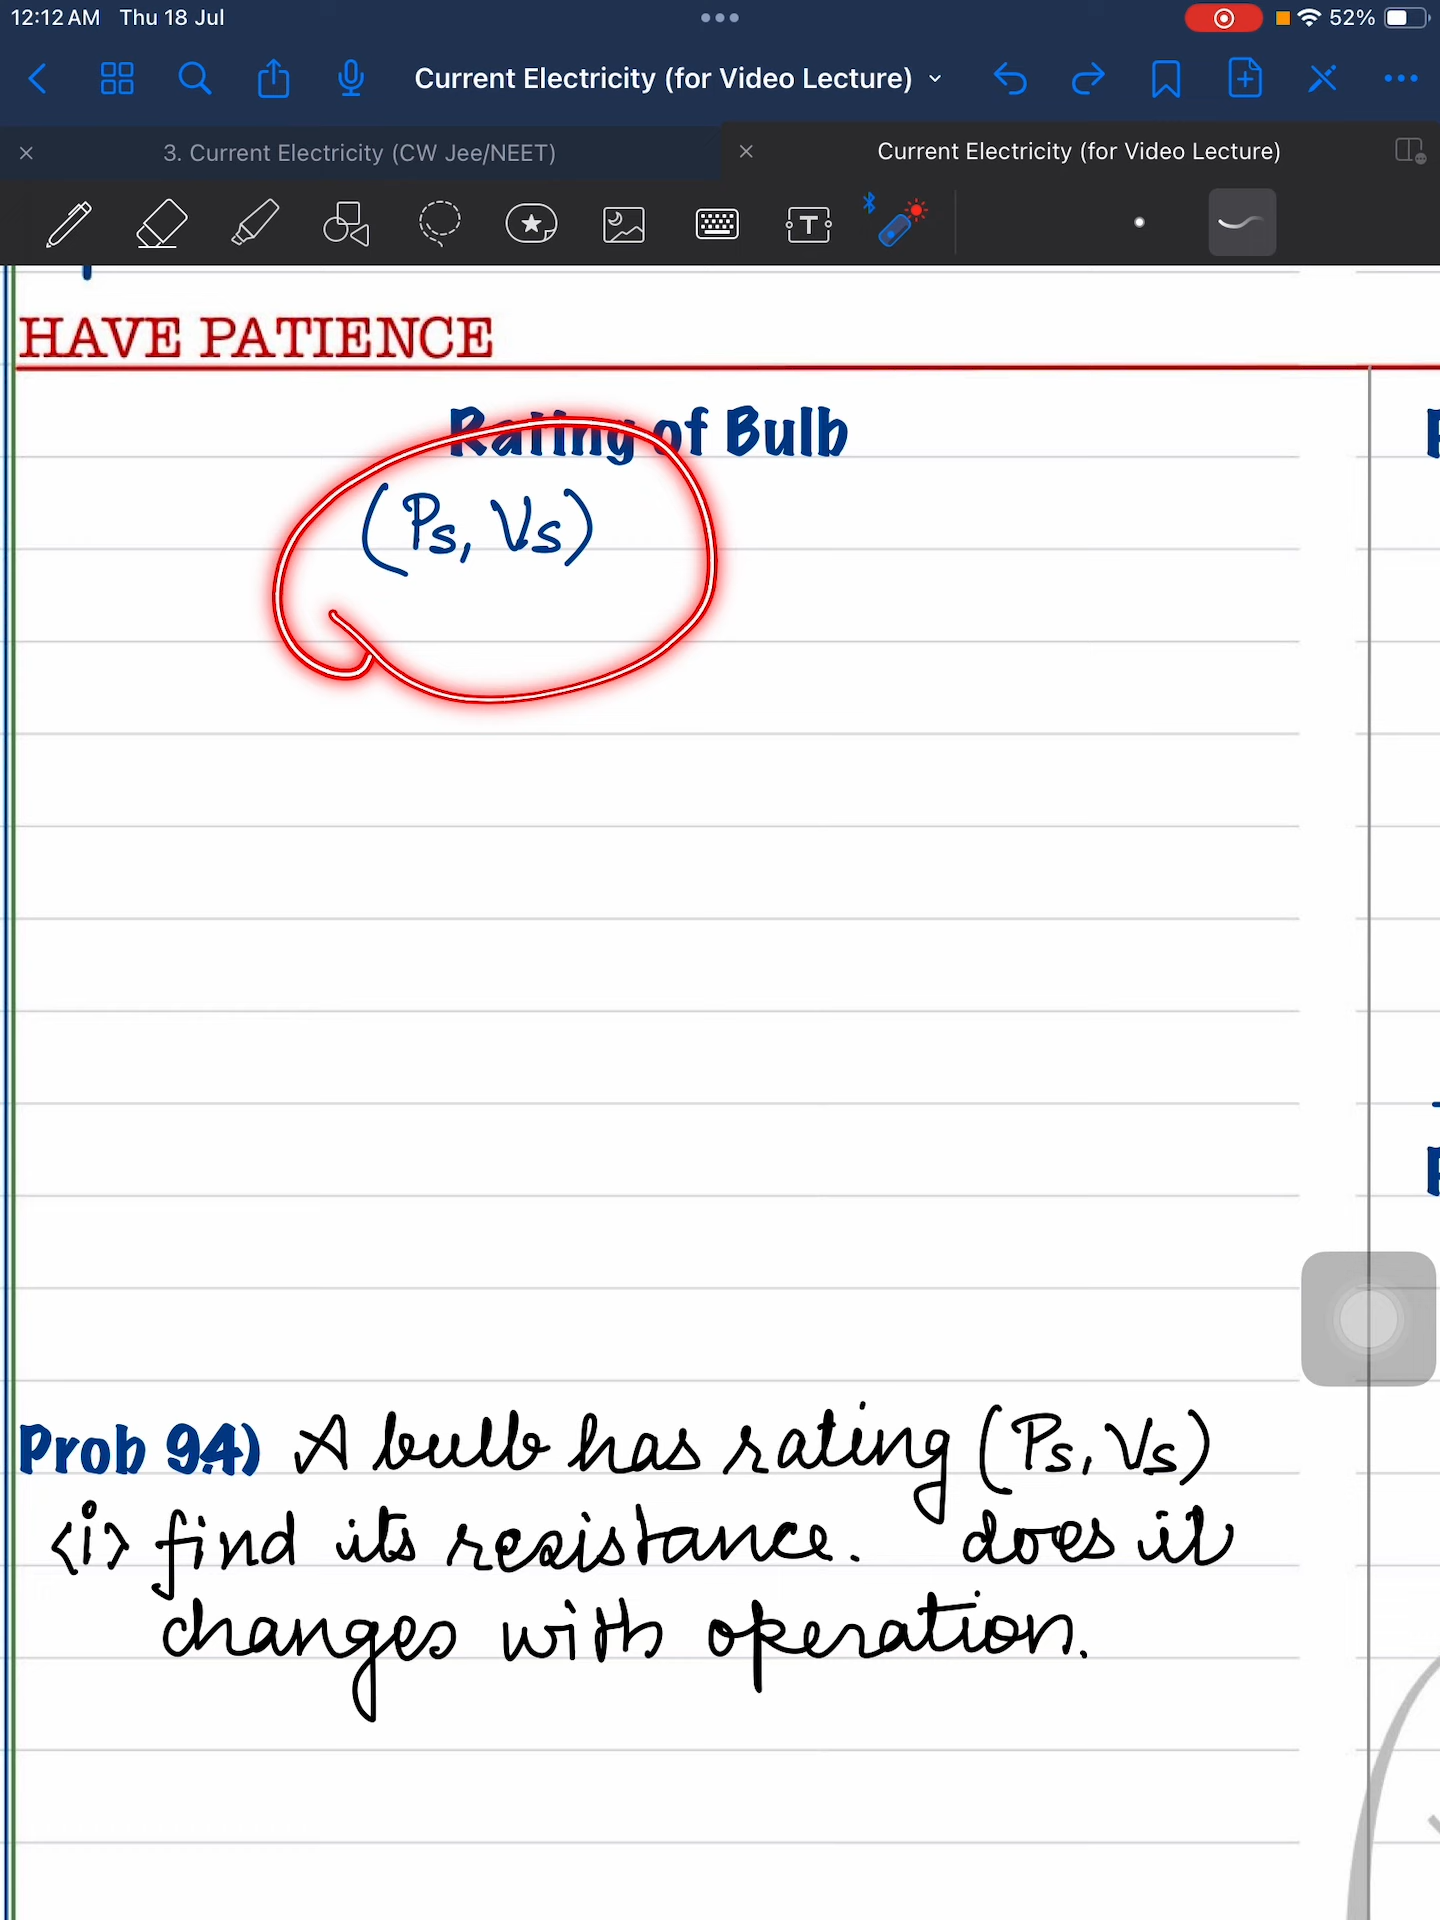 12:12 AM Thu 18 Jul
52%
Current Electricity (for Video Lecture)
3. Current Electricity (CW Jee/NEET)
Current Electricity (for Video Lecture)
T
HAVE PATIENCE
Rating of Bulb
(Ps, Vs)
Prob 94) A bulb has rating (Ps, Vs)
<i> find its resistance. does it
changes with operation.